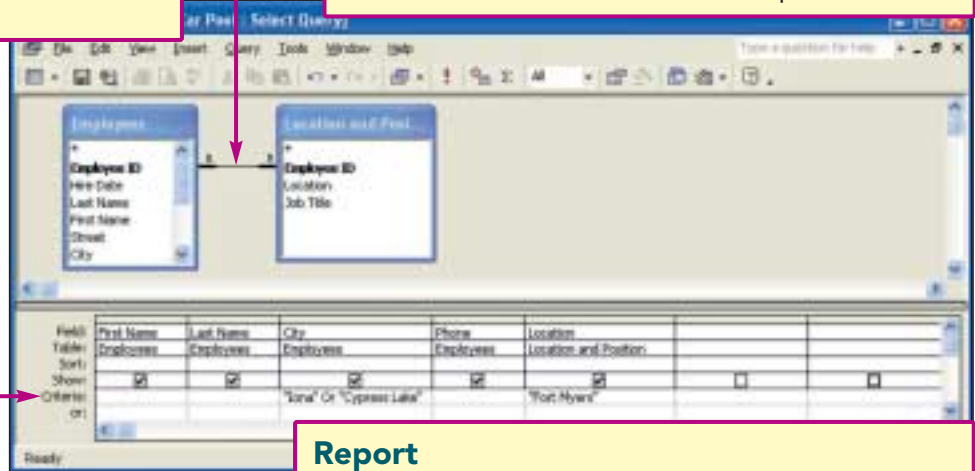 Car Pool : Select Query]
File Edit View Insert Query Tools Window Help Type a question for help
All
Employees
*
Employee ID
Hire Date
Last Name
First Name
Street
City
Location and Posit...
*
Employee ID
Location
Job Title
Field: First Name Last Name City Phone Location
Table: Employees Employees Employees Employees Location and Position
Sort:
Show:
Criteria: "Iona" Or "Cypress Lake" "Fort Myers"
or:
Ready
Report